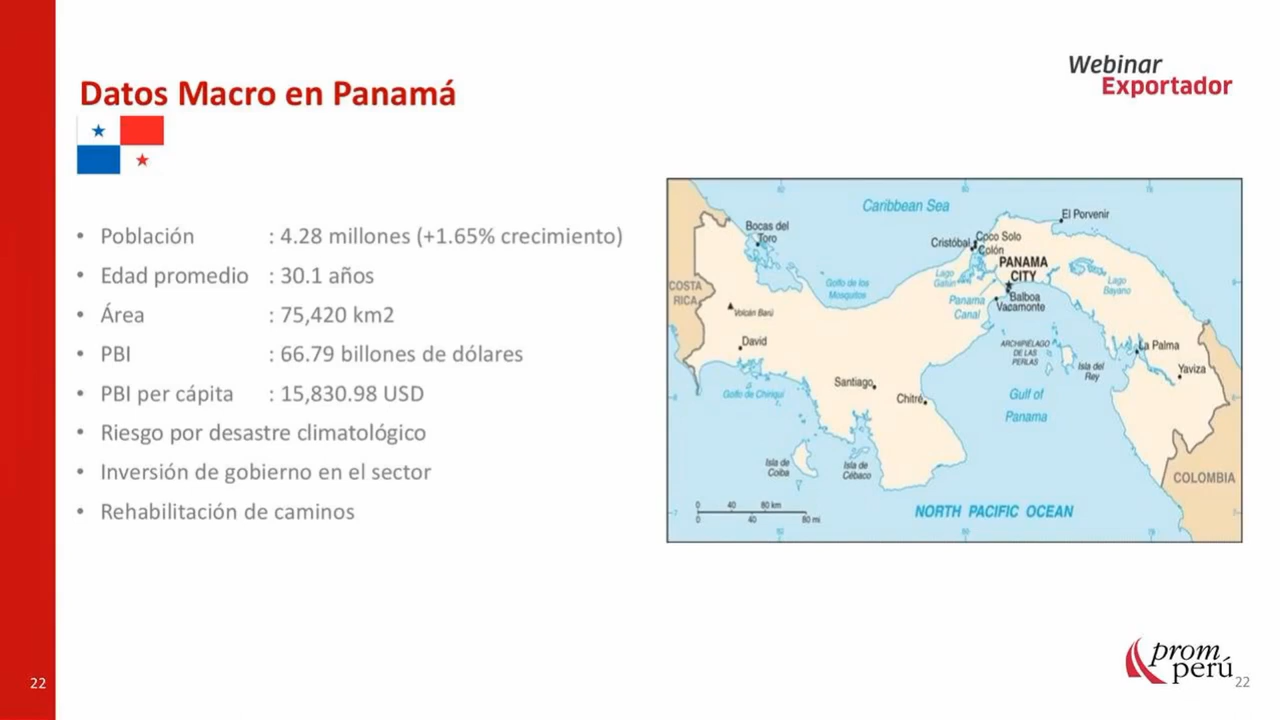 Datos Macro en Panamá
Webinar
Exportador
• Población : 4.28 millones (+1.65% crecimiento)
• Edad promedio : 30.1 años
• Área : 75,420 km2
• PBI : 66.79 billones de dólares
• PBI per cápita : 15,830.98 USD
• Riesgo por desastre climatológico
• Inversión de gobierno en el sector
• Rehabilitación de caminos
Caribbean Sea
El Porvenir
Bocas del
Toro
Cristóbal
Coco Solo
Colón
PANAMA
CITY
COSTA
RICA
Golfo de los
Mosquitos
Lago
Gatún
Lago
Bayano
Panama
Canal
Balboa
Vacamonte
Volcán Barú
David
ARCHIPIÉLAGO
DE LAS
PERLAS
La Palma
Isla del
Rey
Yaviza
Santiago
Chitré
Golfo de Chiriquí
Gulf of
Panama
Isla de
Coiba
Isla de
Cébaco
COLOMBIA
0 40 80 km
0 40 80 mi
NORTH PACIFIC OCEAN
prom
perú
22
22